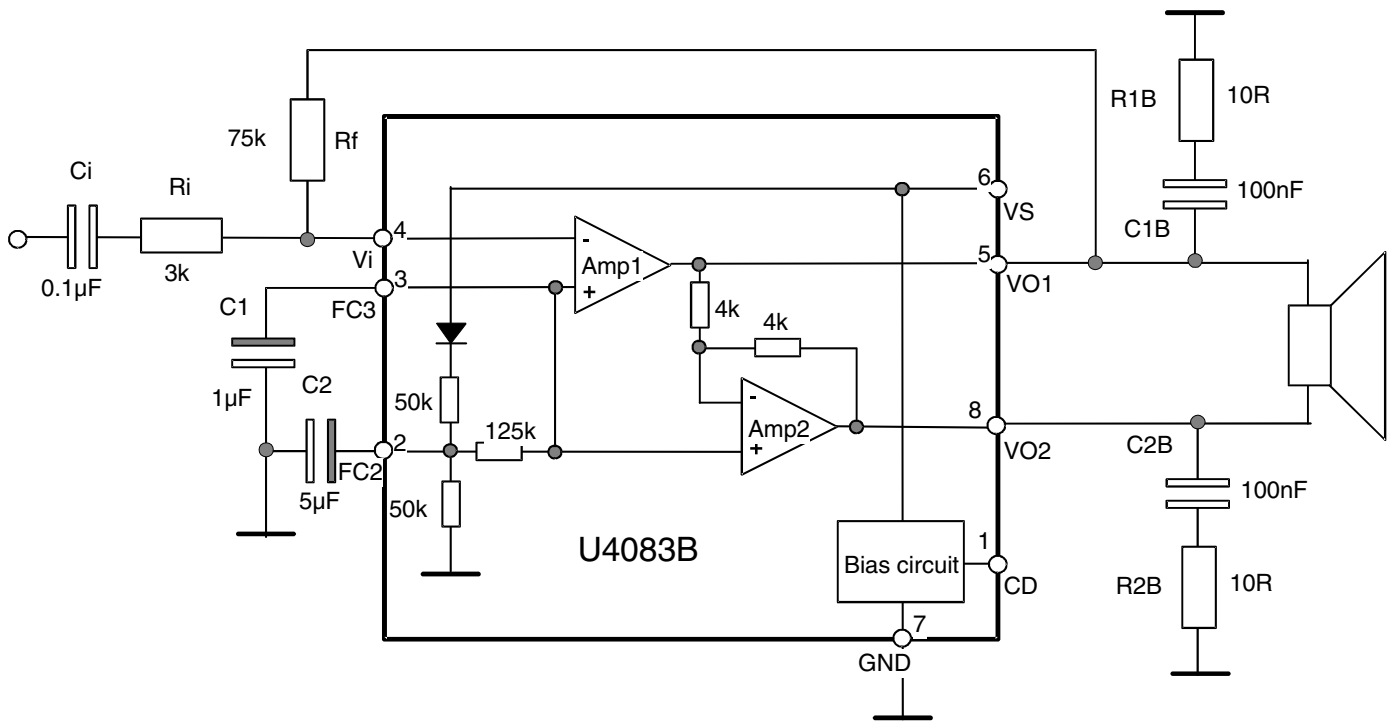 R1B
10R
75k
Rf
Ci
Ri
6
VS
100nF
C1B
4
-
Amp1
+
5
VO1
Vi
3k
0.1µF
3
FC3
C1
4k
4k
1µF
C2
50k
125k
-
Amp2
+
8
VO2
C2B
2
FC2
5µF
50k
100nF
U4083B
Bias circuit
1
CD
R2B
10R
7
GND